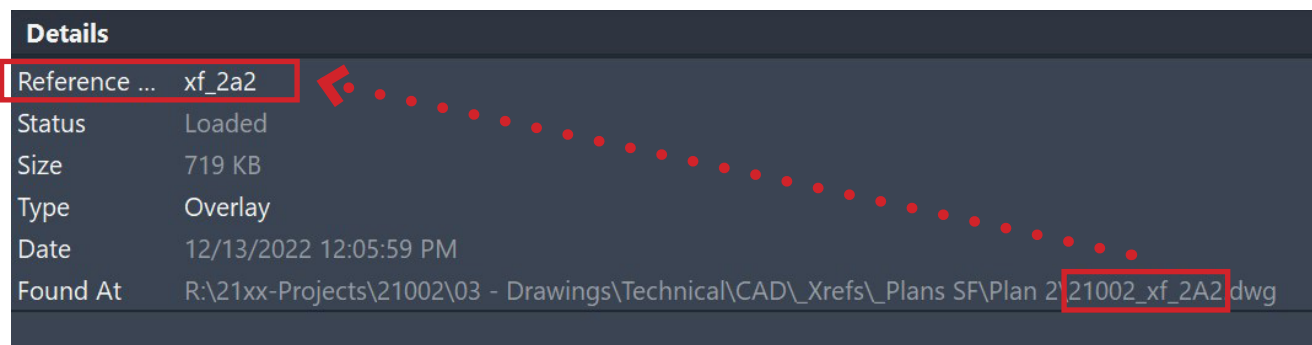 Details
Reference ... xf_2a2
Status Loaded
Size 719 KB
Type Overlay
Date 12/13/2022 12:05:59 PM
Found At R:\21xx-Projects\21002\03 - Drawings\Technical\CAD\_Xrefs\_Plans SF\Plan 2\21002_xf_2A2.dwg